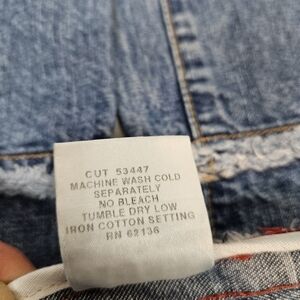 CUT 53447
MACHINE WASH COLD
SEPARATELY
NO BLEACH
TUMBLE DRY LOW
IRON COTTON SETTING
RN 62136